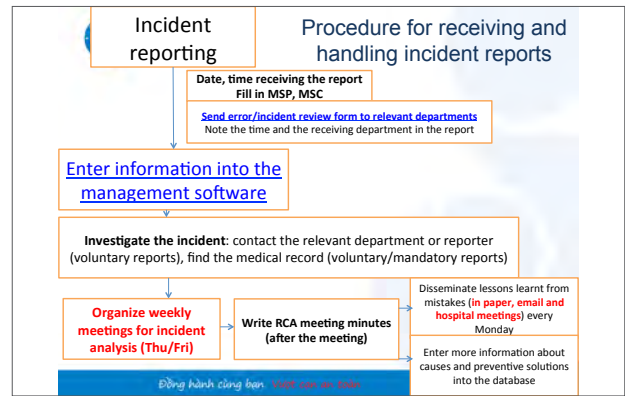 Incident
reporting
Procedure for receiving and
handling incident reports
Date, time receiving the report
Fill in MSP, MSC
Send error/incident review form to relevant departments
Note the time and the receiving department in the report
Enter information into the
management software
Investigate the incident: contact the relevant department or reporter
(voluntary reports), find the medical record (voluntary/mandatory reports)
Organize weekly
meetings for incident
analysis (Thu/Fri)
Write RCA meeting minutes
(after the meeting)
Disseminate lessons learnt from
mistakes (in paper, email and
hospital meetings) every
Monday
Enter more information about
causes and preventive solutions
into the database
Đồng hành cùng bạn